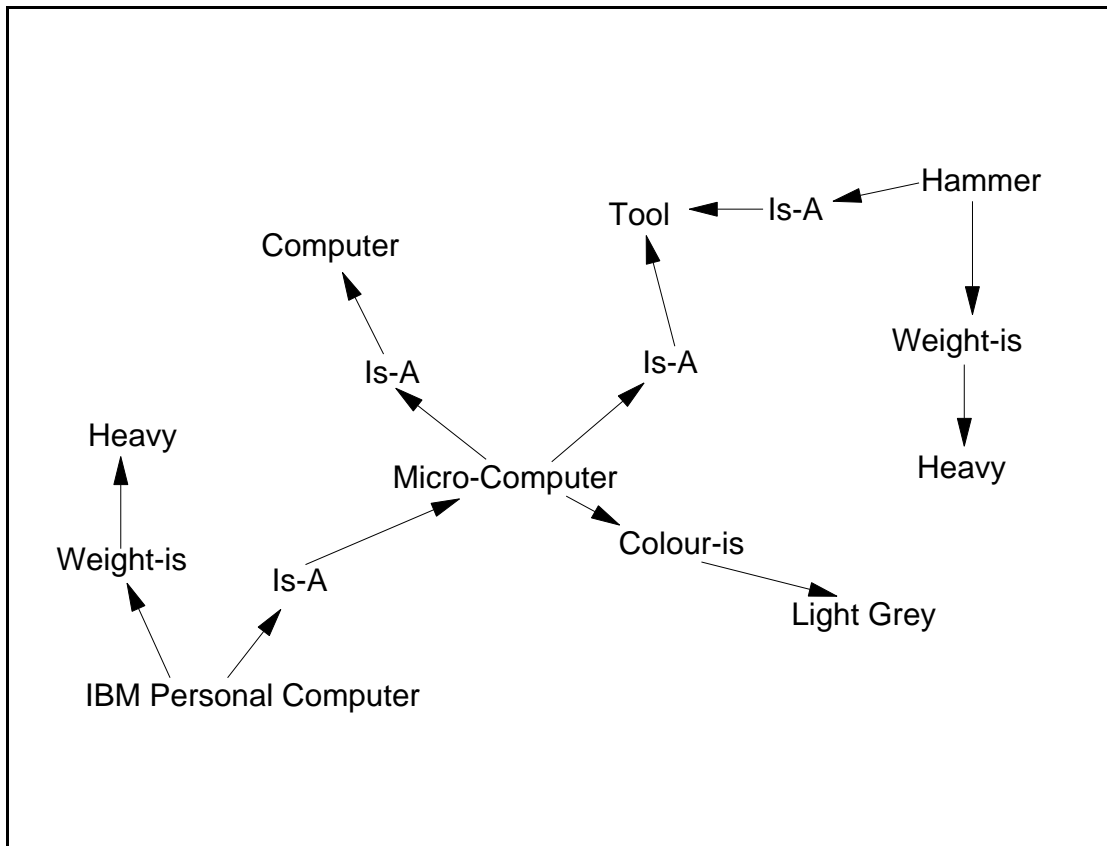 Hammer
Tool
Is-A
Computer
Weight-is
Is-A
Is-A
Heavy
Heavy
Micro-Computer
Colour-is
Weight-is
Is-A
Light Grey
IBM Personal Computer